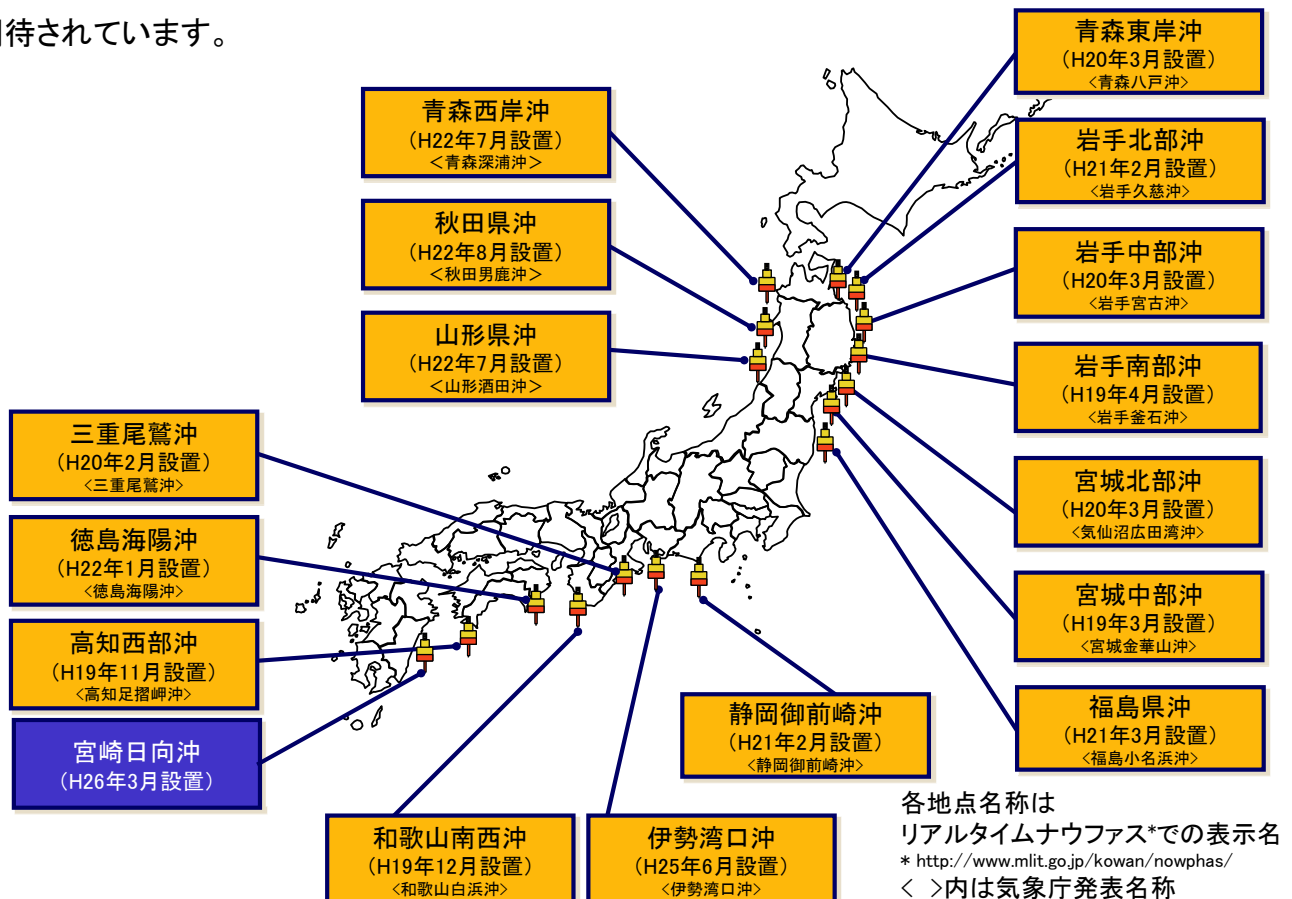 待されています。
青森東岸沖
（H20年3月設置）
<青森八戸沖>
青森西岸沖
（H22年7月設置）
＜青森深浦沖＞
岩手北部沖
（H21年2月設置）
<岩手久慈沖>
秋田県沖
（H22年8月設置）
<秋田男鹿沖＞
岩手中部沖
（H20年3月設置）
<岩手宮古沖>
山形県沖
（H22年7月設置）
<山形酒田沖＞
岩手南部沖
（H19年4月設置）
<岩手釜石沖>
三重尾鷲沖
（H20年2月設置）
<三重尾鷲沖>
宮城北部沖
（H20年3月設置）
<気仙沼広田湾沖>
徳島海陽沖
（H22年1月設置）
<徳島海陽沖>
宮城中部沖
（H19年3月設置）
<宮城金華山沖>
高知西部沖
（H19年11月設置）
<高知足摺岬沖>
福島県沖
（H21年3月設置）
<福島小名浜沖>
静岡御前崎沖
（H21年2月設置）
<静岡御前崎沖>
宮崎日向沖
（H26年3月設置）
和歌山南西沖
（H19年12月設置）
<和歌山白浜沖>
伊勢湾口沖
（H25年6月設置）
<伊勢湾口沖>
各地点名称は
リアルタイムナウファス*での表示名
* http://www.mlit.go.jp/kowan/nowphas/
< >内は気象庁発表名称